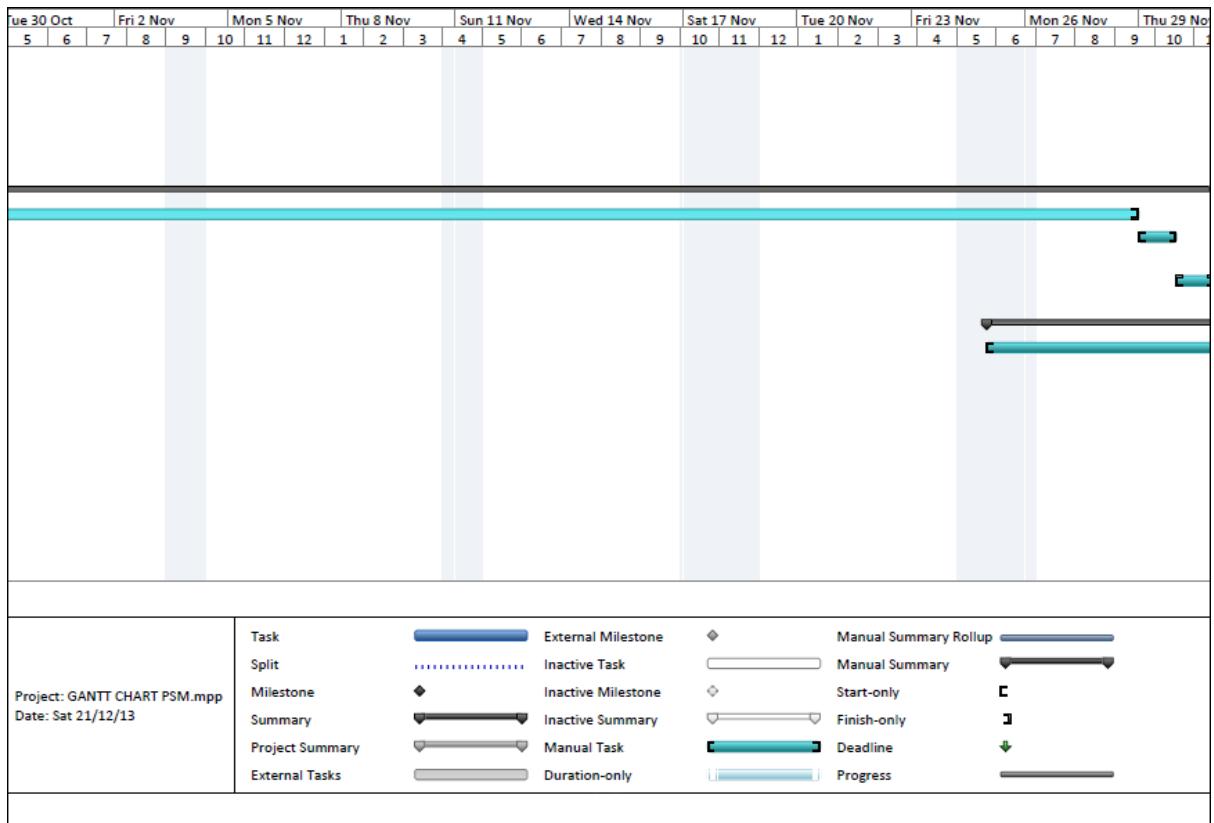 Tue 30 Oct Fri 2 Nov Mon 5 Nov Thu 8 Nov Sun 11 Nov Wed 14 Nov Sat 17 Nov Tue 20 Nov Fri 23 Nov Mon 26 Nov Thu 29 Nov
5 6 7 8 9 10 11 12 1 2 3 4 5 6 7 8 9 10 11 12 1 2 3 4 5 6 7 8 9 10
Project: GANTT CHART PSM.mpp
Date: Sat 21/12/13
Task External Milestone Manual Summary Rollup
Split Inactive Task Manual Summary
Milestone Inactive Milestone Start-only
Summary Inactive Summary Finish-only
Project Summary Manual Task Deadline
External Tasks Duration-only Progress